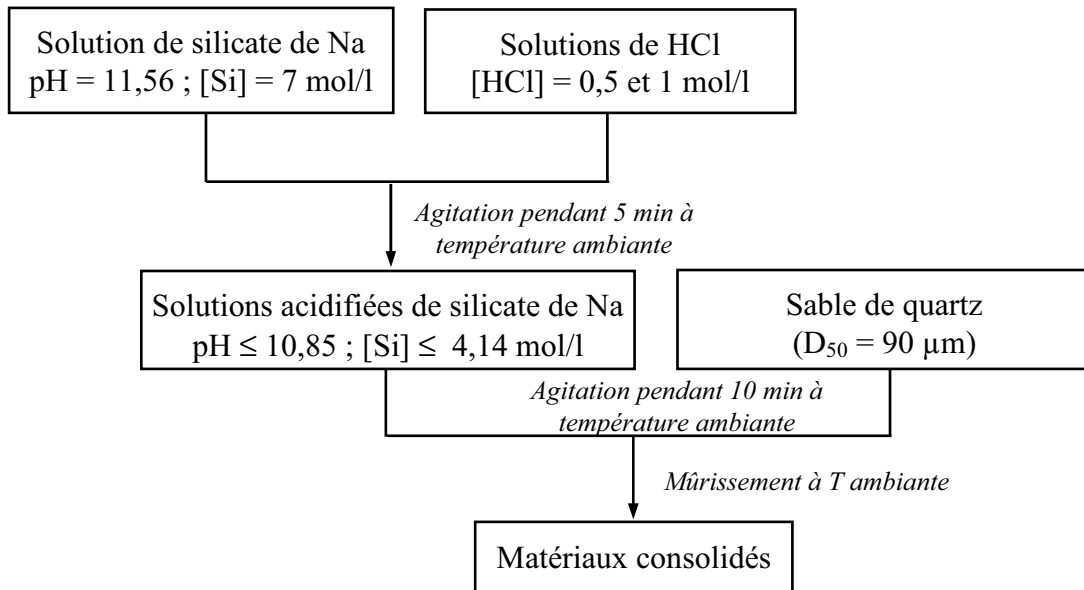 Solution de silicate de Na
pH = 11,56 ; [Si] = 7 mol/l
Solutions de HCl
[HCl] = 0,5 et 1 mol/l
Agitation pendant 5 min à
température ambiante
Solutions acidifiées de silicate de Na
pH ≤ 10,85 ; [Si] ≤ 4,14 mol/l
Sable de quartz
(D₅₀ = 90 µm)
Agitation pendant 10 min à
température ambiante
Mûrissement à T ambiante
Matériaux consolidés